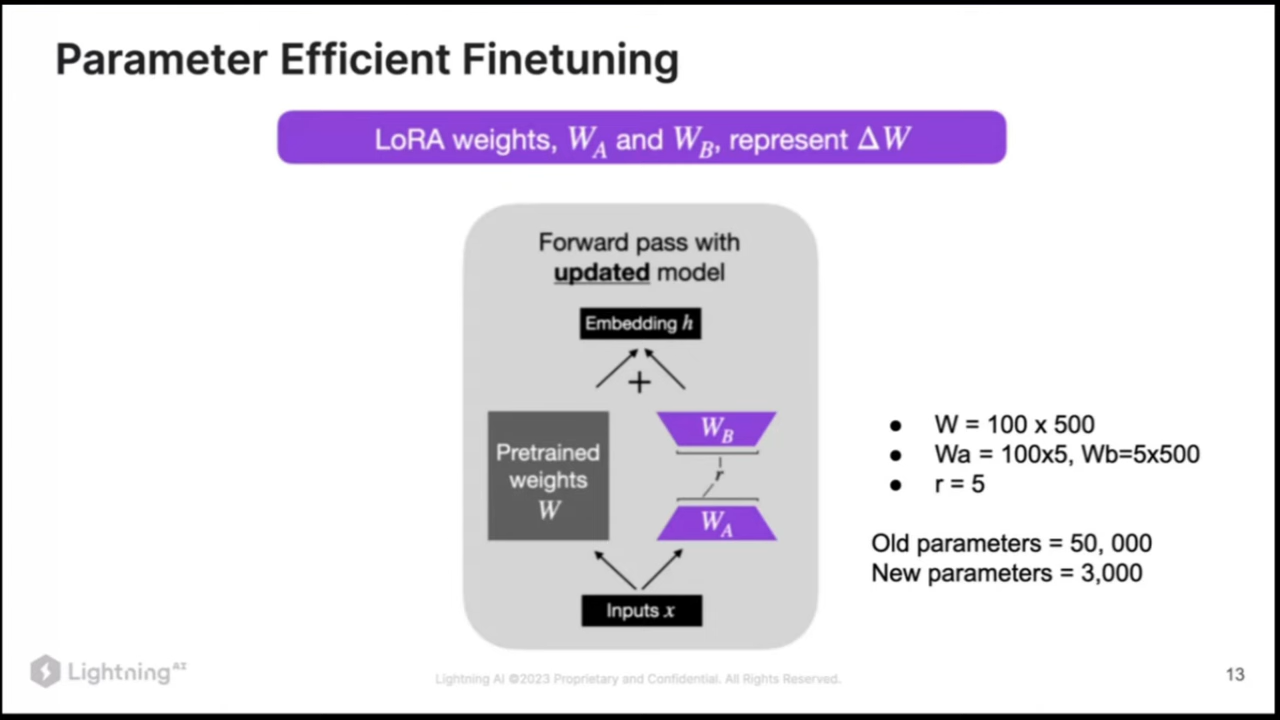 Parameter Efficient Finetuning
LoRA weights, W_A and W_B, represent ΔW
Forward pass with
updated model
Embedding h
+
W_B
Pretrained
weights
W
r
W_A
Inputs x
• W = 100 x 500
• Wa = 100x5, Wb=5x500
• r = 5
Old parameters = 50, 000
New parameters = 3,000
Lightning AI
Lightning AI ©2023 Proprietary and Confidential. All Rights Reserved.
13